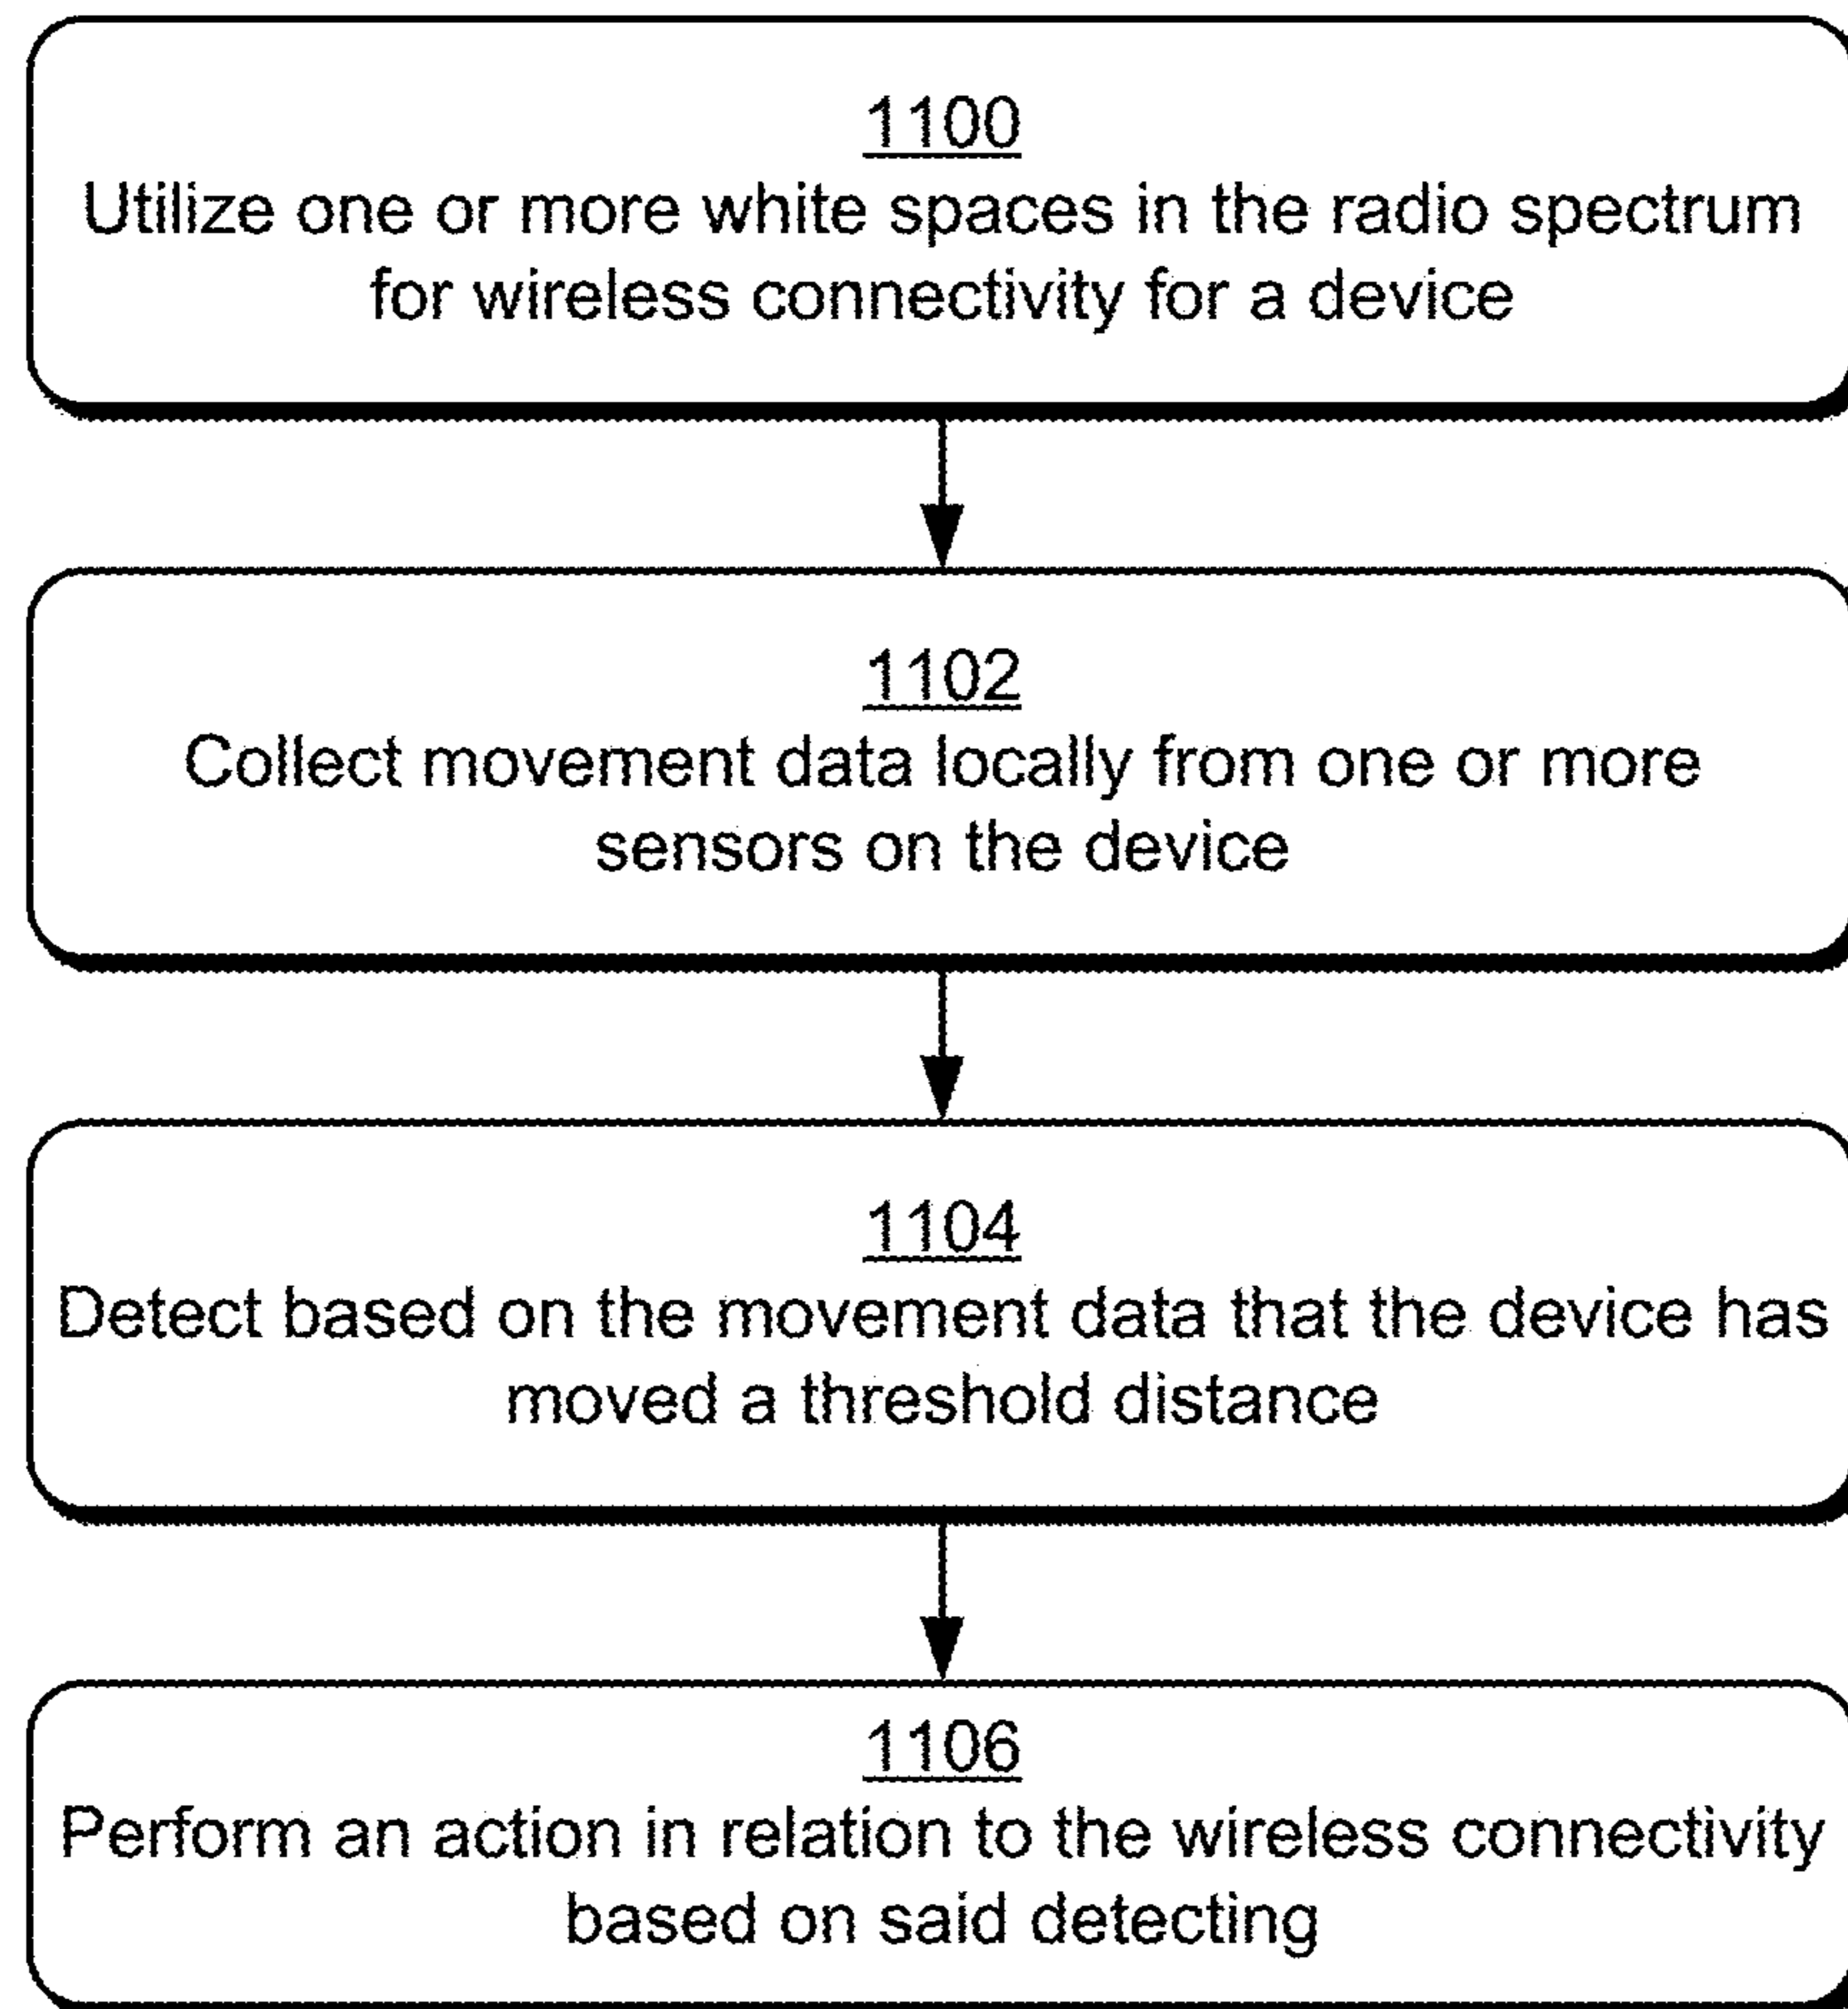 1100
Utilize one or more white spaces in the radio spectrum
for wireless connectivity for a device
1102
Collect movement data locally from one or more
sensors on the device
1104
Detect based on the movement data that the device has
moved a threshold distance
1106
Perform an action in relation to the wireless connectivity
based on said detecting